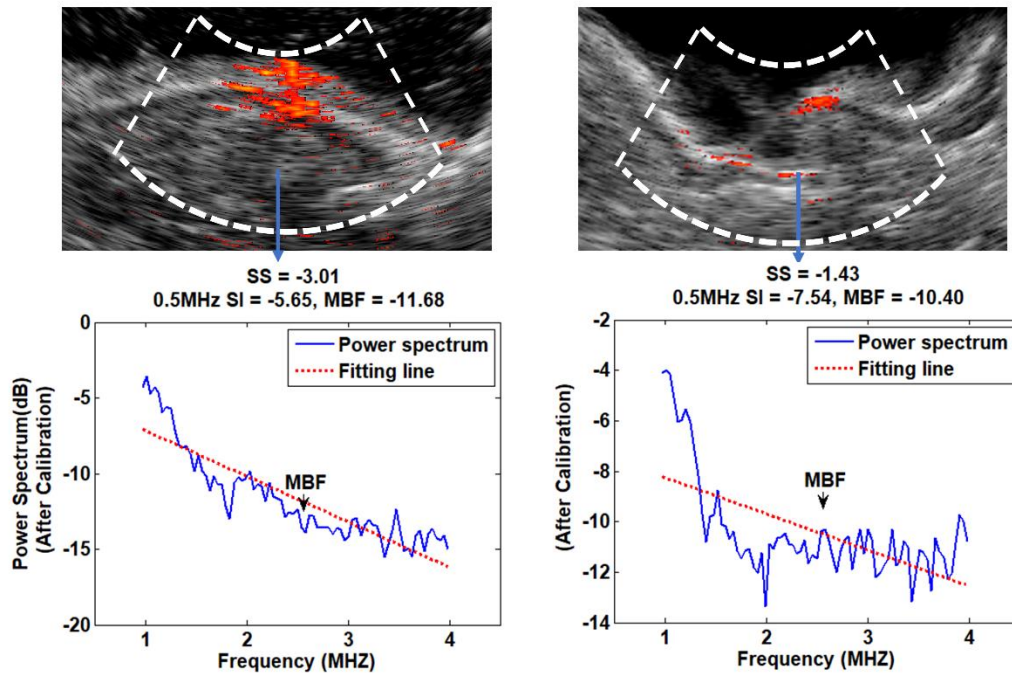 SS = -3.01
0.5MHz SI = -5.65, MBF = -11.68
0
-5
-10
-15
-20
Power Spectrum(dB)
(After Calibration)
Power spectrum
Fitting line
MBF
1
2
3
4
Frequency (MHZ)
SS = -1.43
0.5MHz SI = -7.54, MBF = -10.40
-2
-4
-6
-8
-10
-12
-14
(After Calibration)
Power spectrum
Fitting line
MBF
1
2
3
4
Frequency (MHZ)